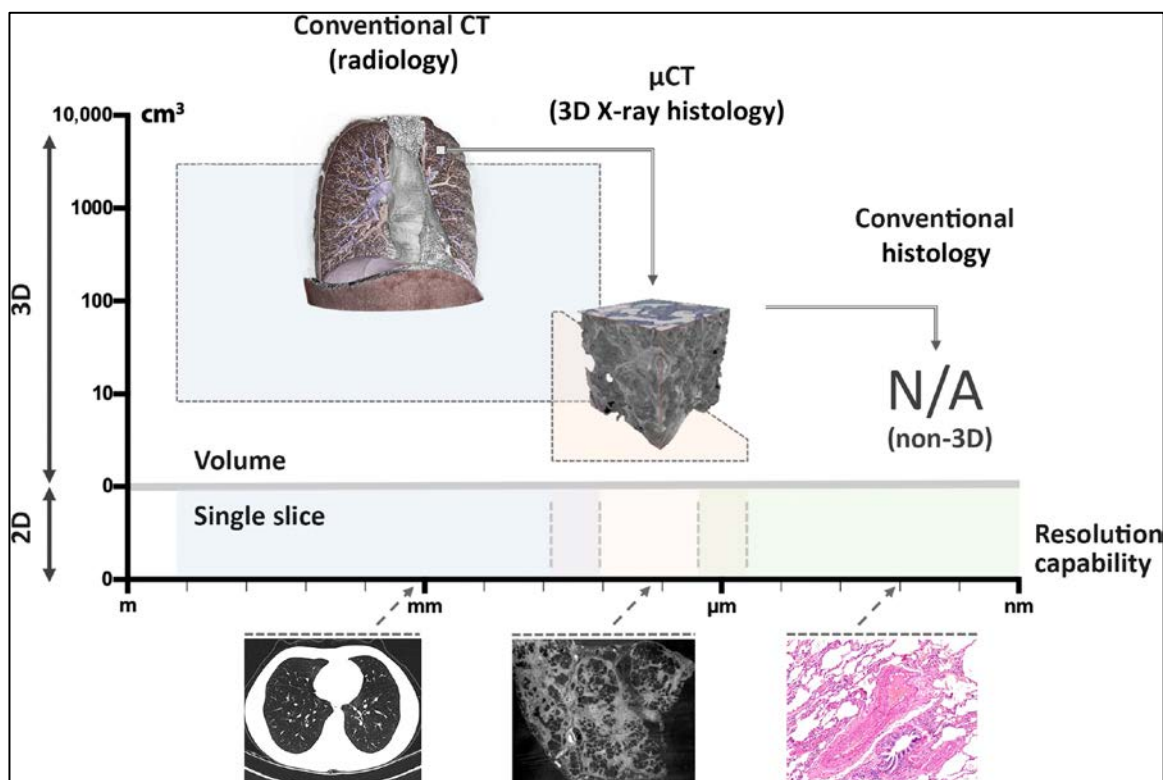 Conventional CT
(radiology)
μCT
(3D X-ray histology)
10,000 cm³
1000
Conventional
histology
100
3D
10
N/A
(non-3D)
Volume
0
Single slice
2D
Resolution
capability
0
m mm μm nm